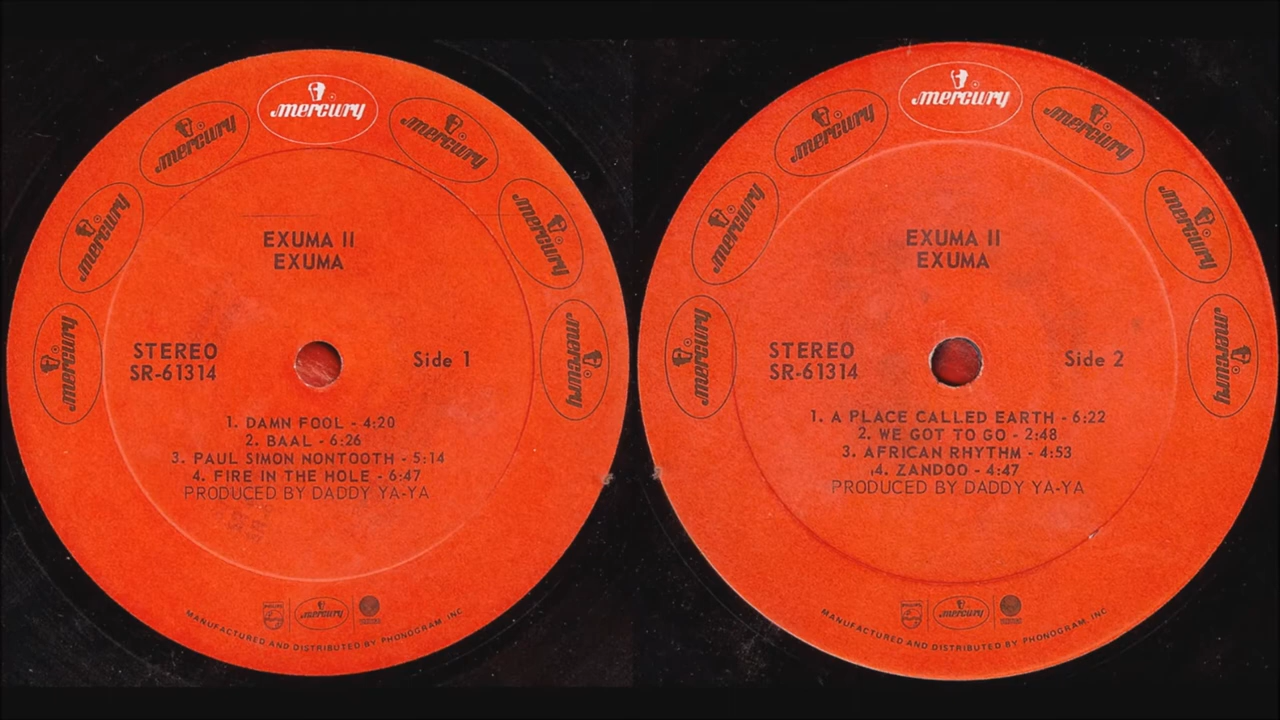 mercury
mercury
mercury
mercury
mercury
mercury
mercury
EXUMA II
EXUMA
STEREO
SR-61314
Side 1
1. DAMN FOOL - 4:20
2. BAAL - 6:26
3. PAUL SIMON NONTOOTH - 5:14
4. FIRE IN THE HOLE - 6:47
PRODUCED BY DADDY YA-YA
PHILIPS
mercury
MANUFACTURED AND DISTRIBUTED BY PHONOGRAM, INC
mercury
mercury
mercury
mercury
mercury
mercury
mercury
EXUMA II
EXUMA
STEREO
SR-61314
Side 2
1. A PLACE CALLED EARTH - 6:22
2. WE GOT TO GO - 2:48
3. AFRICAN RHYTHM - 4:53
4. ZANDOO - 4:47
PRODUCED BY DADDY YA-YA
PHILIPS
mercury
MANUFACTURED AND DISTRIBUTED BY PHONOGRAM, INC